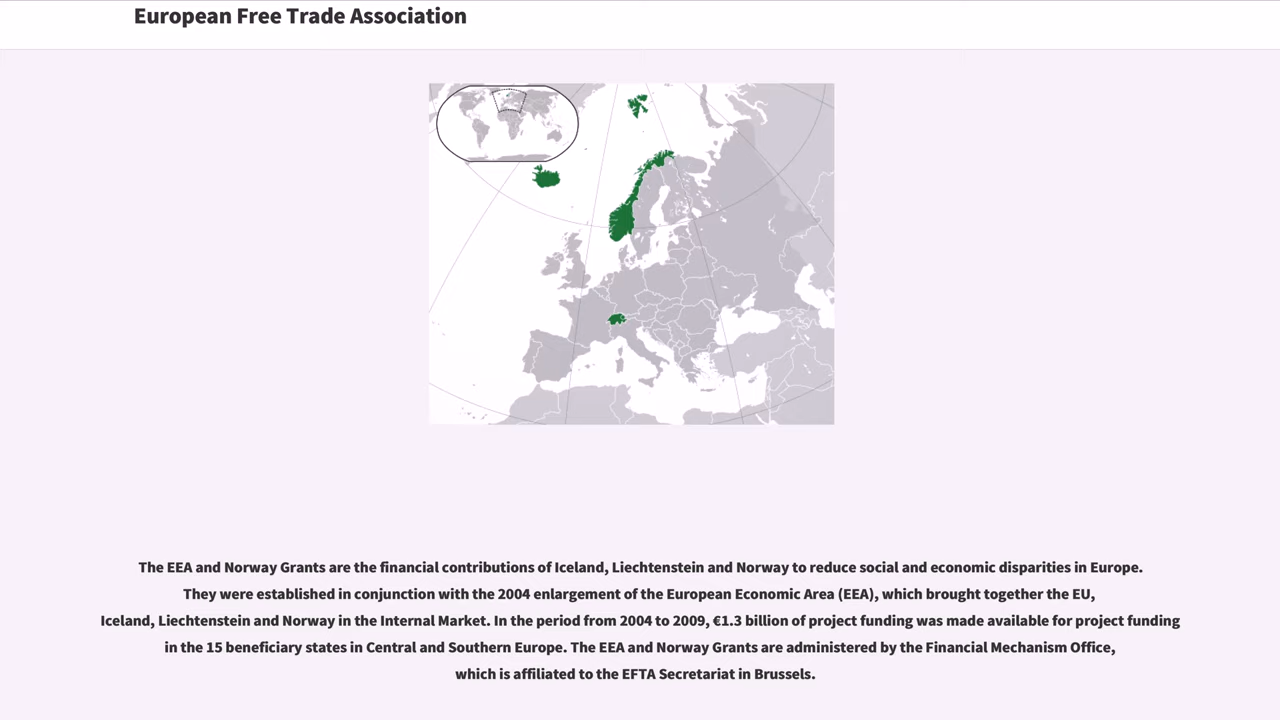 European Free Trade Association
The EEA and Norway Grants are the financial contributions of Iceland, Liechtenstein and Norway to reduce social and economic disparities in Europe.
They were established in conjunction with the 2004 enlargement of the European Economic Area (EEA), which brought together the EU,
Iceland, Liechtenstein and Norway in the Internal Market. In the period from 2004 to 2009, €1.3 billion of project funding was made available for project funding
in the 15 beneficiary states in Central and Southern Europe. The EEA and Norway Grants are administered by the Financial Mechanism Office,
which is affiliated to the EFTA Secretariat in Brussels.